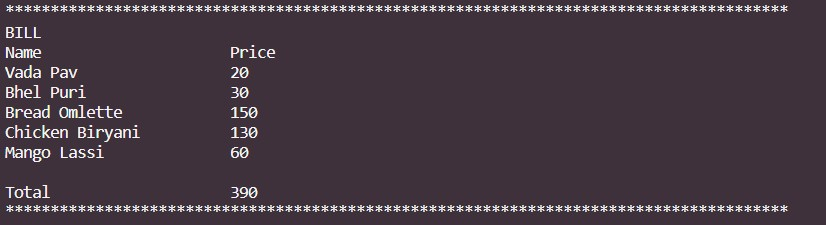 ***************************************************************************************
BILL
Name                     Price
Vada Pav                 20
Bhel Puri                30
Bread Omlette            150
Chicken Biryani          130
Mango Lassi              60

Total                    390
***************************************************************************************